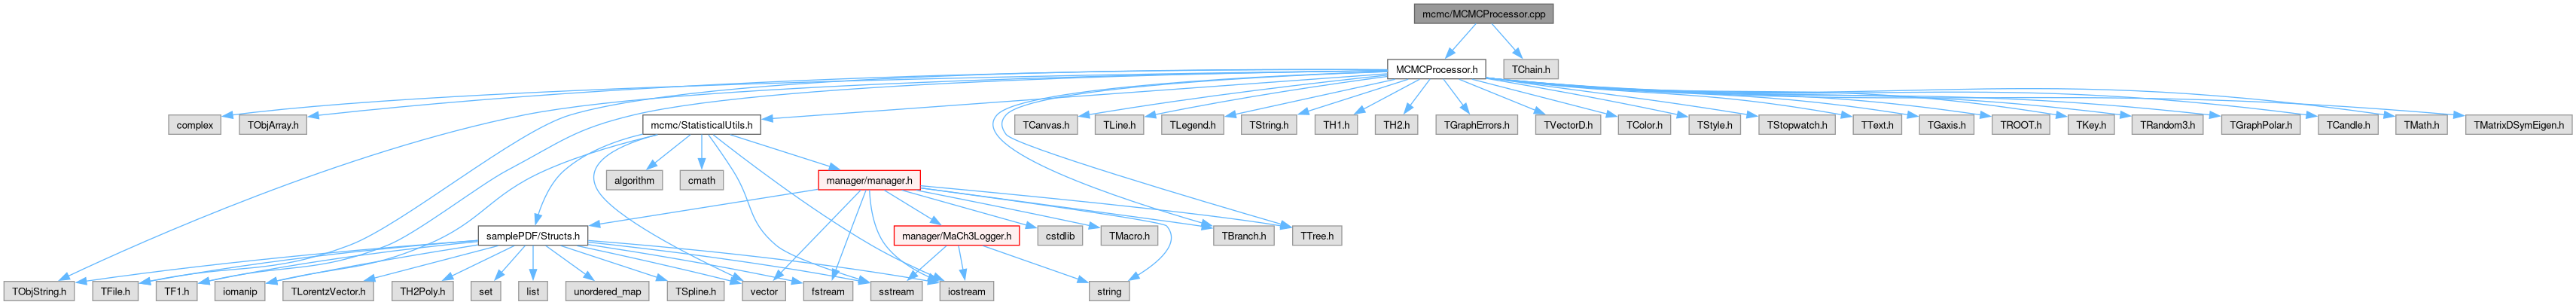 mcmc/MCMCProcessor.cpp
MCMCProcessor.h
TChain.h
complex
TObjArray.h
mcmc/StatisticalUtils.h
TCanvas.h
TLine.h
TLegend.h
TString.h
TH1.h
TH2.h
TGraphErrors.h
TVectorD.h
TColor.h
TStyle.h
TStopwatch.h
TText.h
TGaxis.h
TROOT.h
TKey.h
TRandom3.h
TGraphPolar.h
TCandle.h
TMath.h
TMatrixDSymEigen.h
algorithm
cmath
manager/manager.h
samplePDF/Structs.h
manager/MaCh3Logger.h
cstdlib
TMacro.h
TBranch.h
TTree.h
TObjString.h
TFile.h
TF1.h
iomanip
TLorentzVector.h
TH2Poly.h
set
list
unordered_map
TSpline.h
vector
fstream
sstream
iostream
string